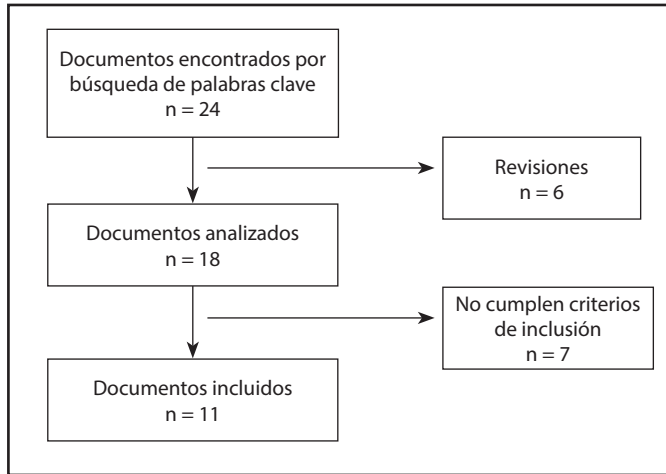 Documentos encontrados por
búsqueda de palabras clave
n = 24
Revisiones
n = 6
Documentos analizados
n = 18
No cumplen criterios
de inclusión
n = 7
Documentos incluidos
n = 11